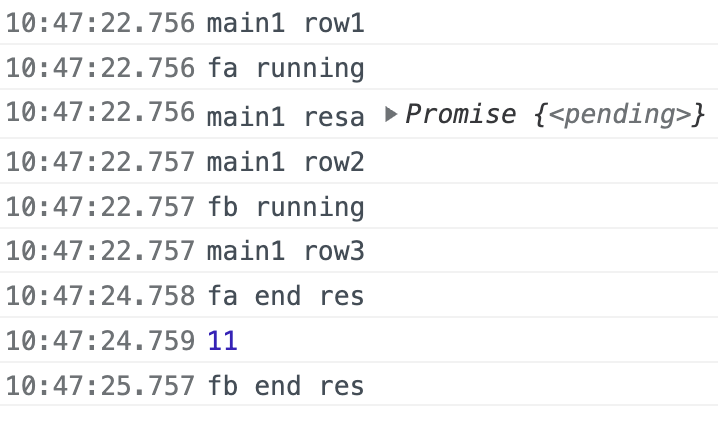 10:47:22.756 main1 row1
10:47:22.756 fa running
10:47:22.756 main1 resa ▶Promise {<pending>}
10:47:22.757 main1 row2
10:47:22.757 fb running
10:47:22.757 main1 row3
10:47:24.758 fa end res
10:47:24.759 11
10:47:25.757 fb end res